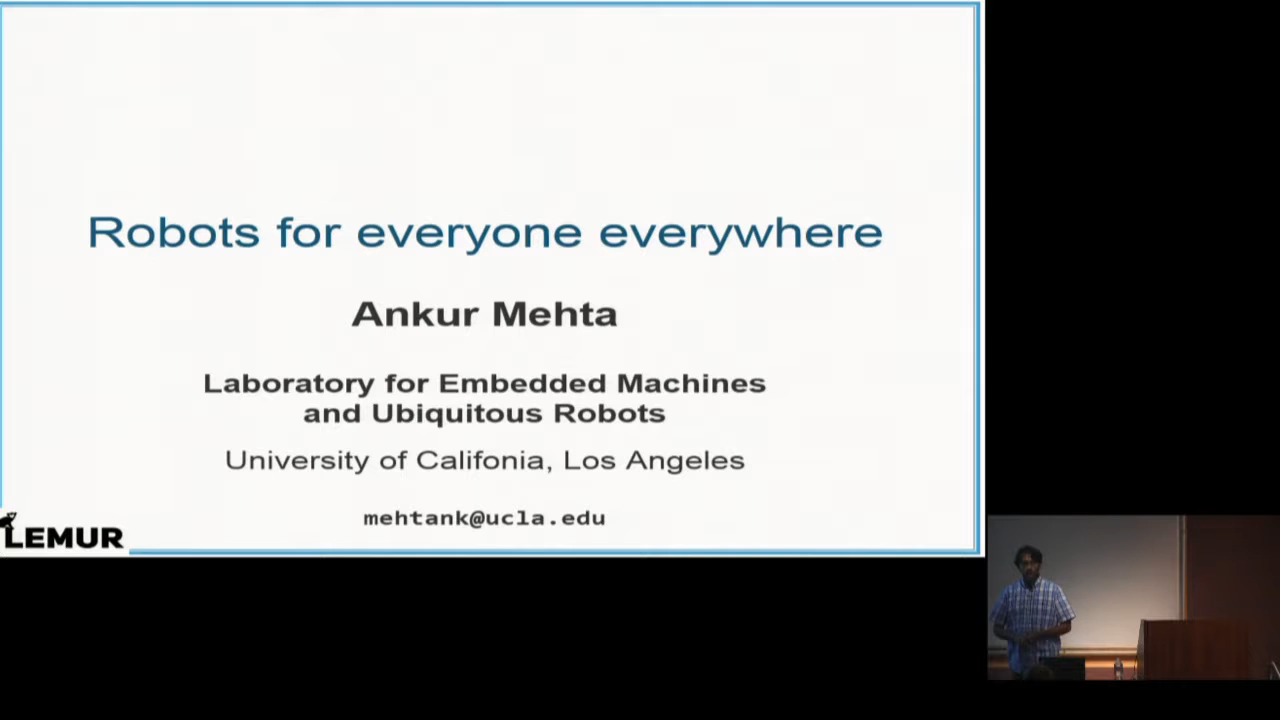 Robots for everyone everywhere
Ankur Mehta
Laboratory for Embedded Machines
and Ubiquitous Robots
University of Califonia, Los Angeles
mehtank@ucla.edu
LEMUR